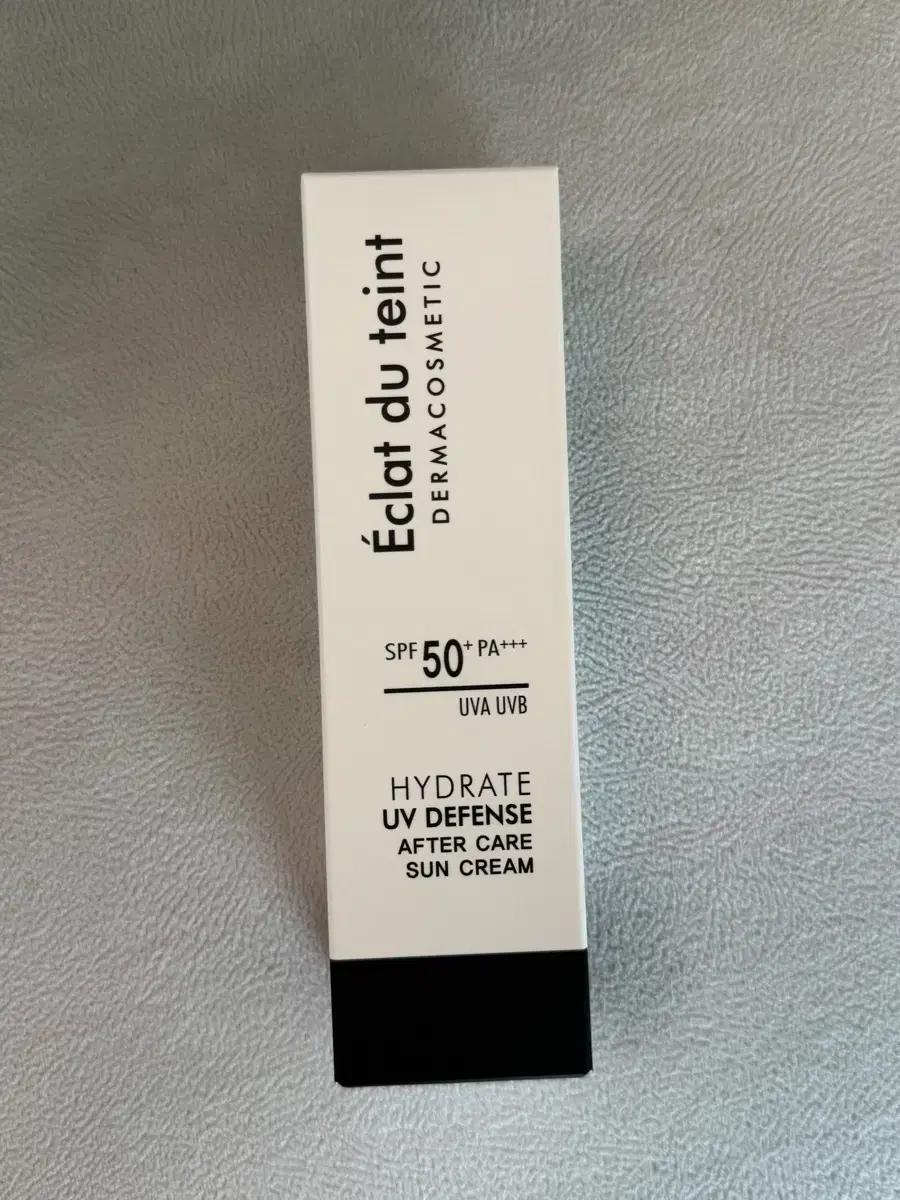 Éclat du teint
DERMACOSMETIC
SPF 50+ PA+++
UVA UVB
HYDRATE
UV DEFENSE
AFTER CARE
SUN CREAM